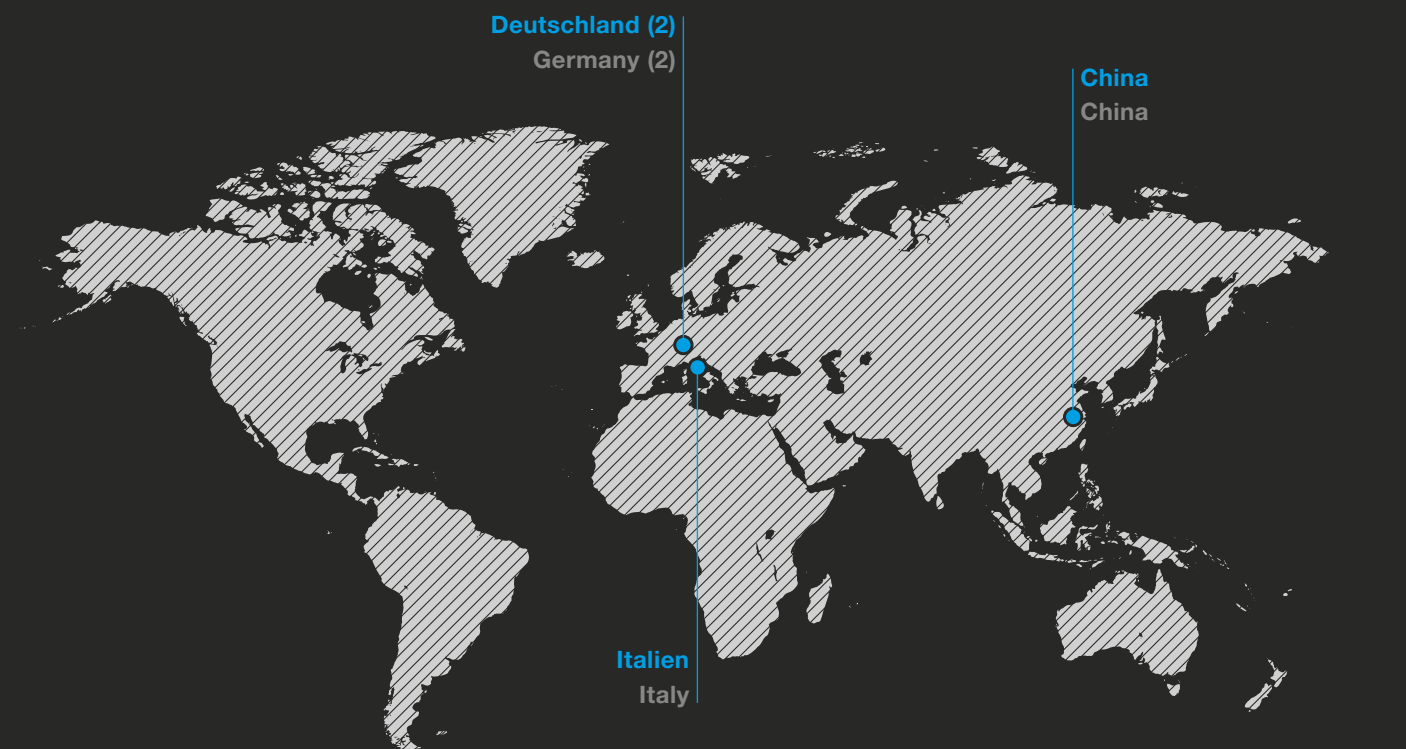 Deutschland (2)
Germany (2)
China
China
Italien
Italy